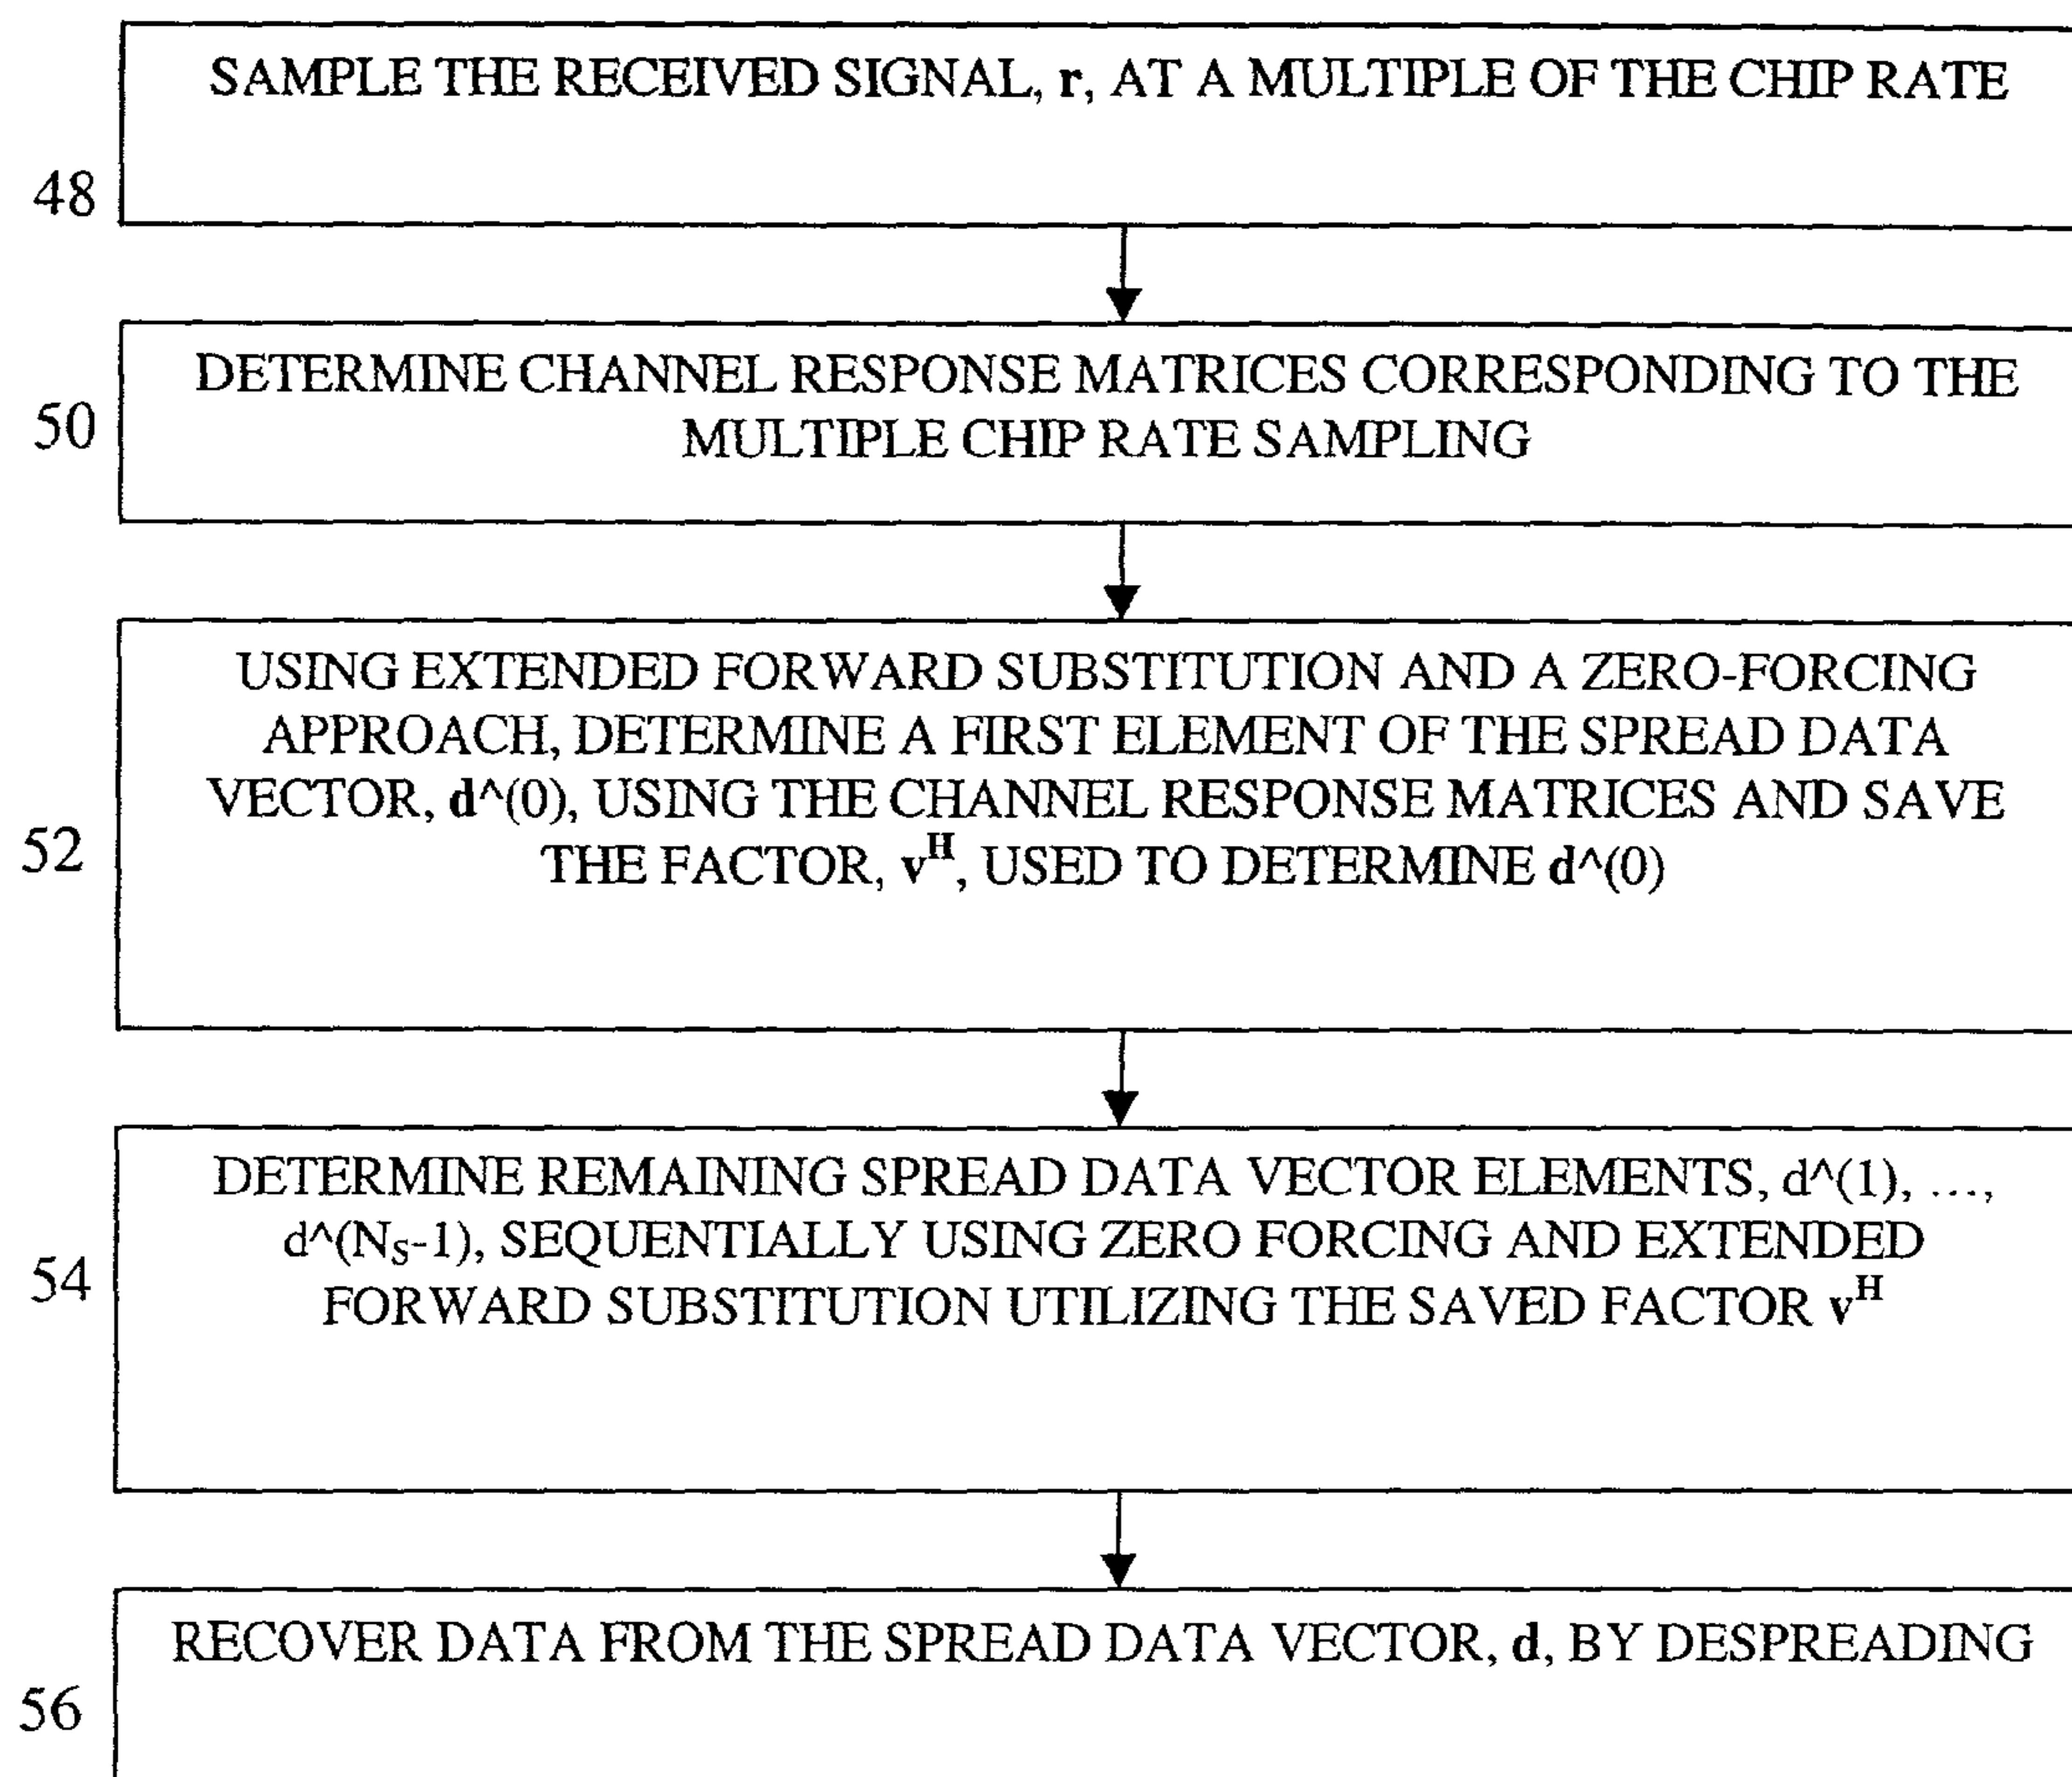 SAMPLE THE RECEIVED SIGNAL, r, AT A MULTIPLE OF THE CHIP RATE
48
DETERMINE CHANNEL RESPONSE MATRICES CORRESPONDING TO THE
MULTIPLE CHIP RATE SAMPLING
50
USING EXTENDED FORWARD SUBSTITUTION AND A ZERO-FORCING
APPROACH, DETERMINE A FIRST ELEMENT OF THE SPREAD DATA
VECTOR, d^(0), USING THE CHANNEL RESPONSE MATRICES AND SAVE
THE FACTOR, v^H, USED TO DETERMINE d^(0)
52
DETERMINE REMAINING SPREAD DATA VECTOR ELEMENTS, d^(1), …,
d^(N_S-1), SEQUENTIALLY USING ZERO FORCING AND EXTENDED
FORWARD SUBSTITUTION UTILIZING THE SAVED FACTOR v^H
54
RECOVER DATA FROM THE SPREAD DATA VECTOR, d, BY DESPREADING
56